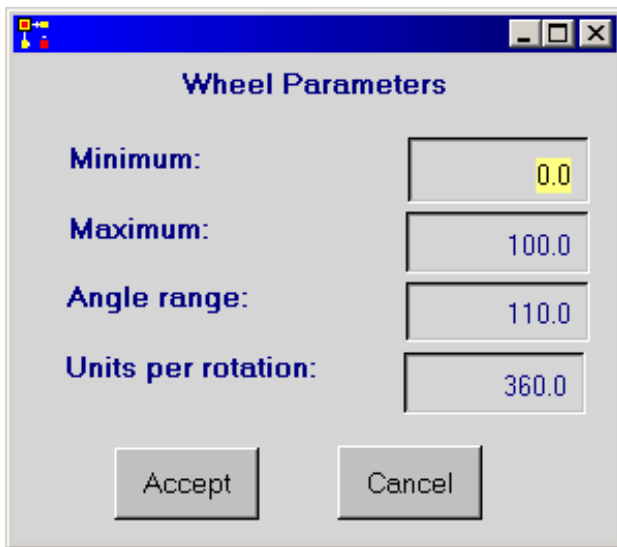 Wheel Parameters
Minimum: 0.0
Maximum: 100.0
Angle range: 110.0
Units per rotation: 360.0
Accept Cancel